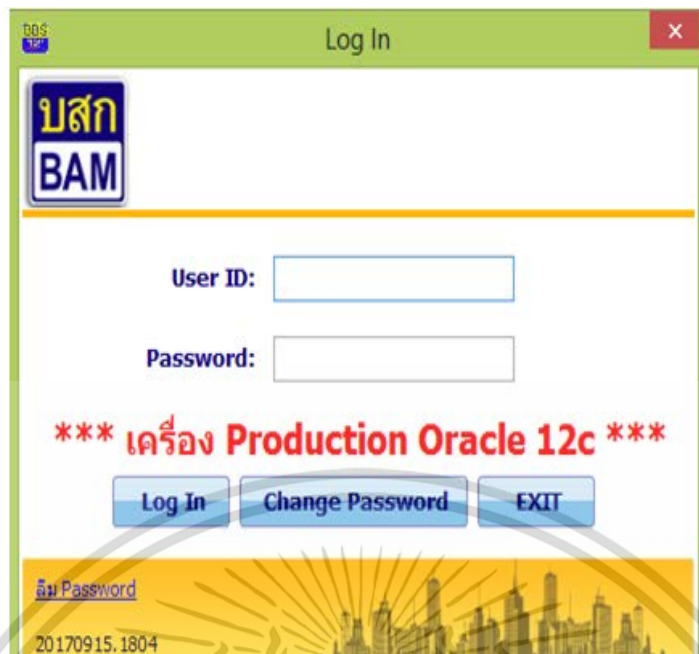 Log In
บสก
BAM
User ID:
Password:
*** เครื่อง Production Oracle 12c ***
Log In Change Password EXIT
ลืม Password
20170915.1804